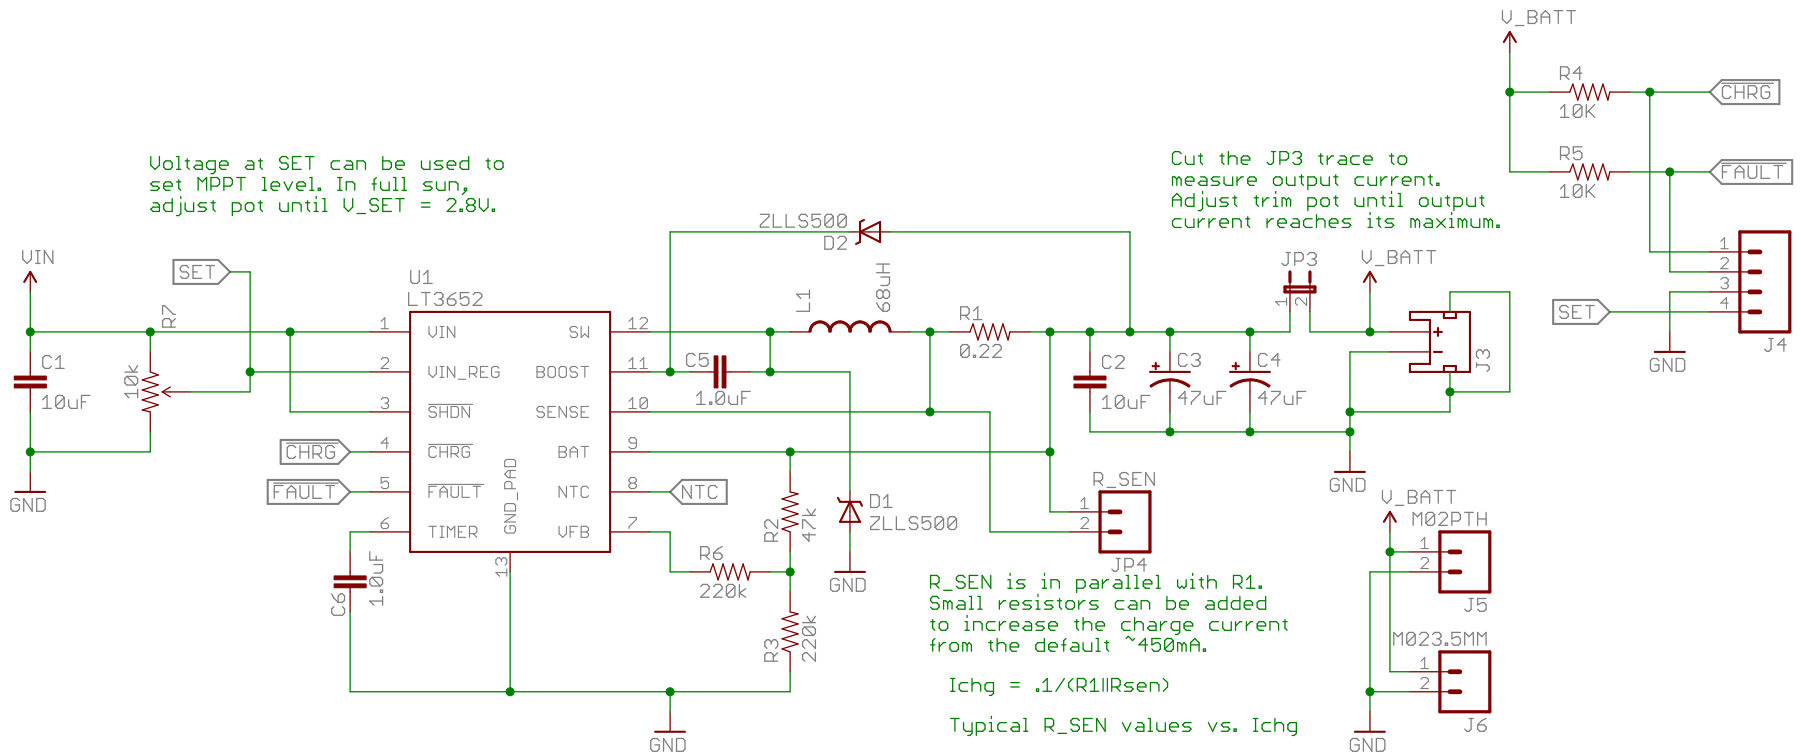 V_BATT
R4
10K
CHRG
R5
10K
FAULT
Voltage at SET can be used to
set MPPT level. In full sun,
adjust pot until V_SET = 2.8V.
Cut the JP3 trace to
measure output current.
Adjust trim pot until output
current reaches its maximum.
ZLLS500
D2
VIN
SET
R7
U1
LT3652
L1
68uH
JP3
1
2
V_BATT
1
2
3
4
SET
J4
GND
1
VIN
SW
12
R1
0.22
+
-
J3
C1
10uF
10k
2
VIN_REG
BOOST
11
C5
1.0uF
C2
10uF
+
C3
47uF
+
C4
47uF
3
SHDN
SENSE
10
CHRG
4
CHRG
BAT
9
FAULT
5
FAULT
NTC
8
NTC
6
TIMER
VFB
7
GND_PAD
13
GND
R2
47k
D1
ZLLS500
GND
R_SEN
1
2
JP4
GND
V_BATT
M02PTH
1
2
J5
C6
1.0uF
R6
220k
R3
220k
R_SEN is in parallel with R1.
Small resistors can be added
to increase the charge current
from the default ~450mA.
Ichg = .1/(R1||Rsen)
Typical R_SEN values vs. Ichg
M023.5MM
1
2
J6
GND
GND